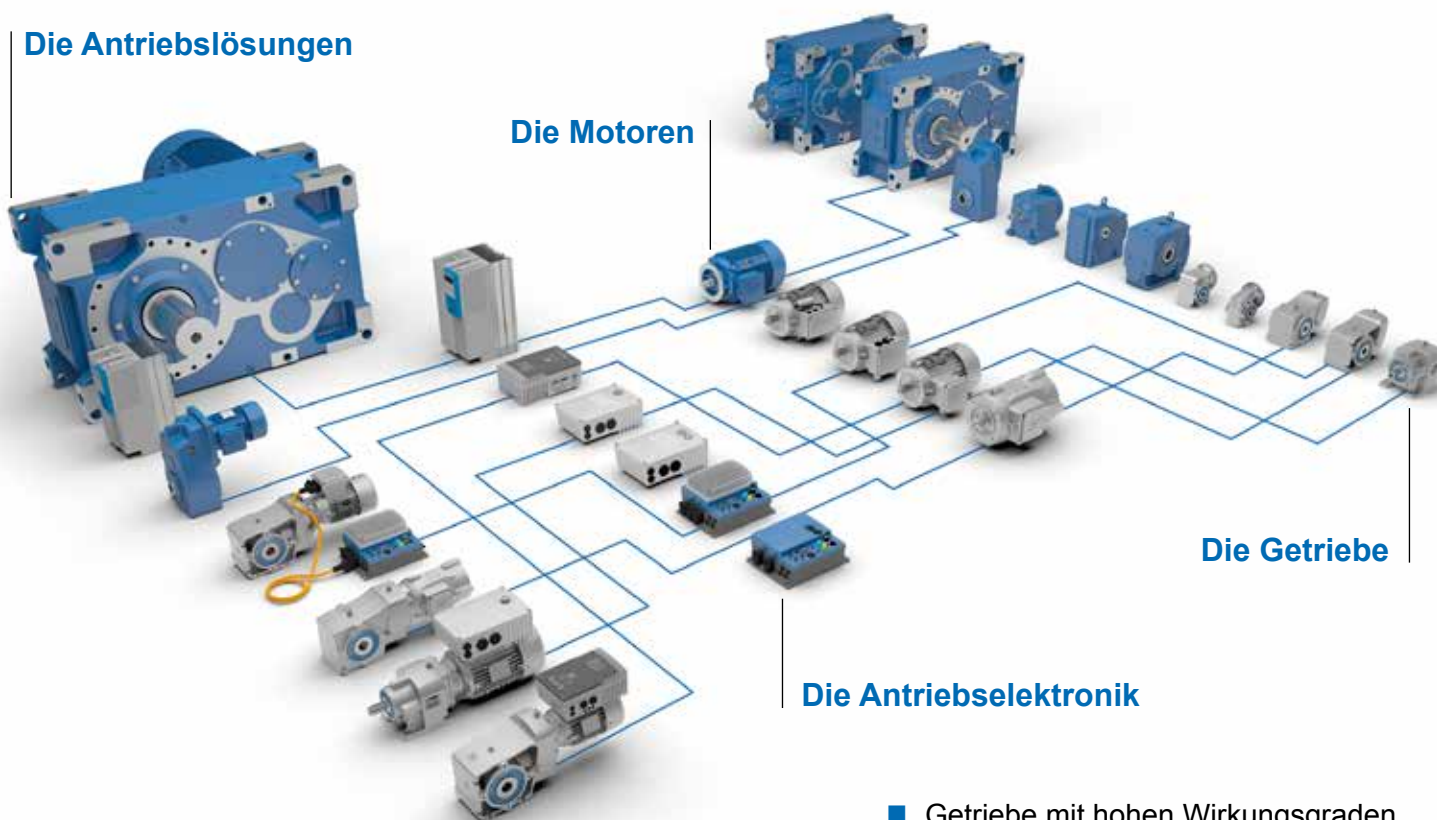 Die Antriebslösungen
Die Motoren
Die Getriebe
Die Antriebselektronik
Getriebe mit hohen Wirkungsgraden